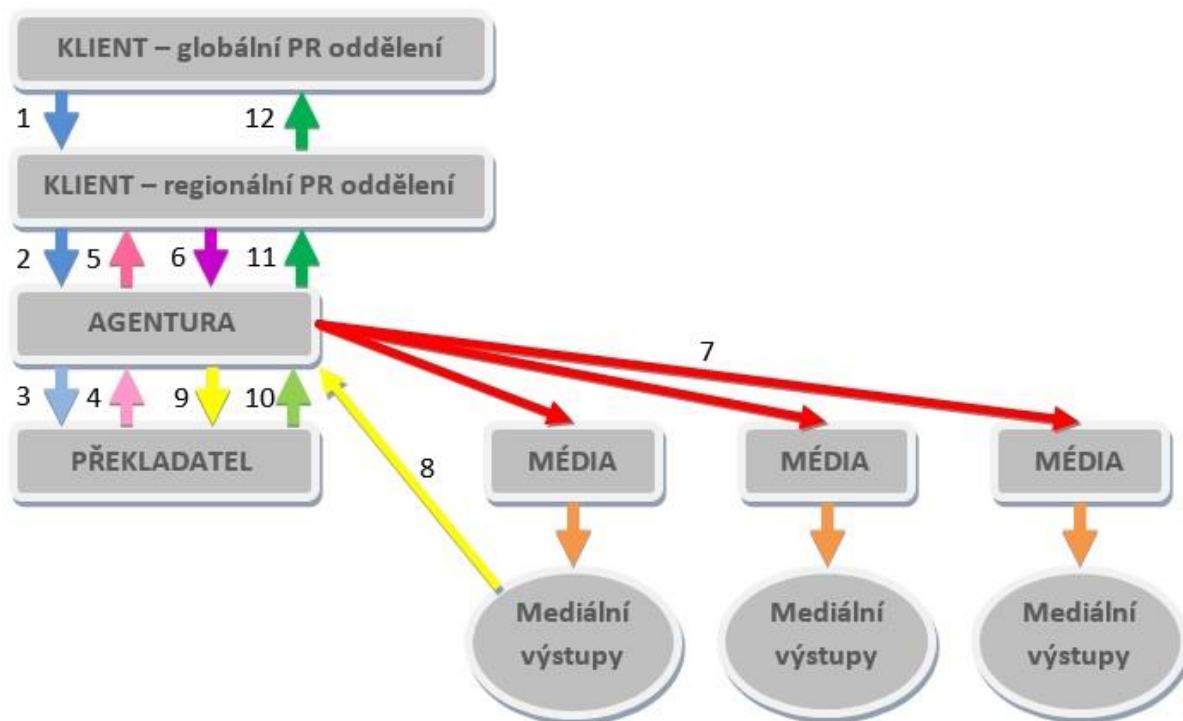 KLIENT – globální PR oddělení
1
12
KLIENT – regionální PR oddělení
2
5
6
11
AGENTURA
7
3
4
9
10
PŘEKLADATEL
8
MÉDIA
MÉDIA
MÉDIA
Mediální
výstupy
Mediální
výstupy
Mediální
výstupy